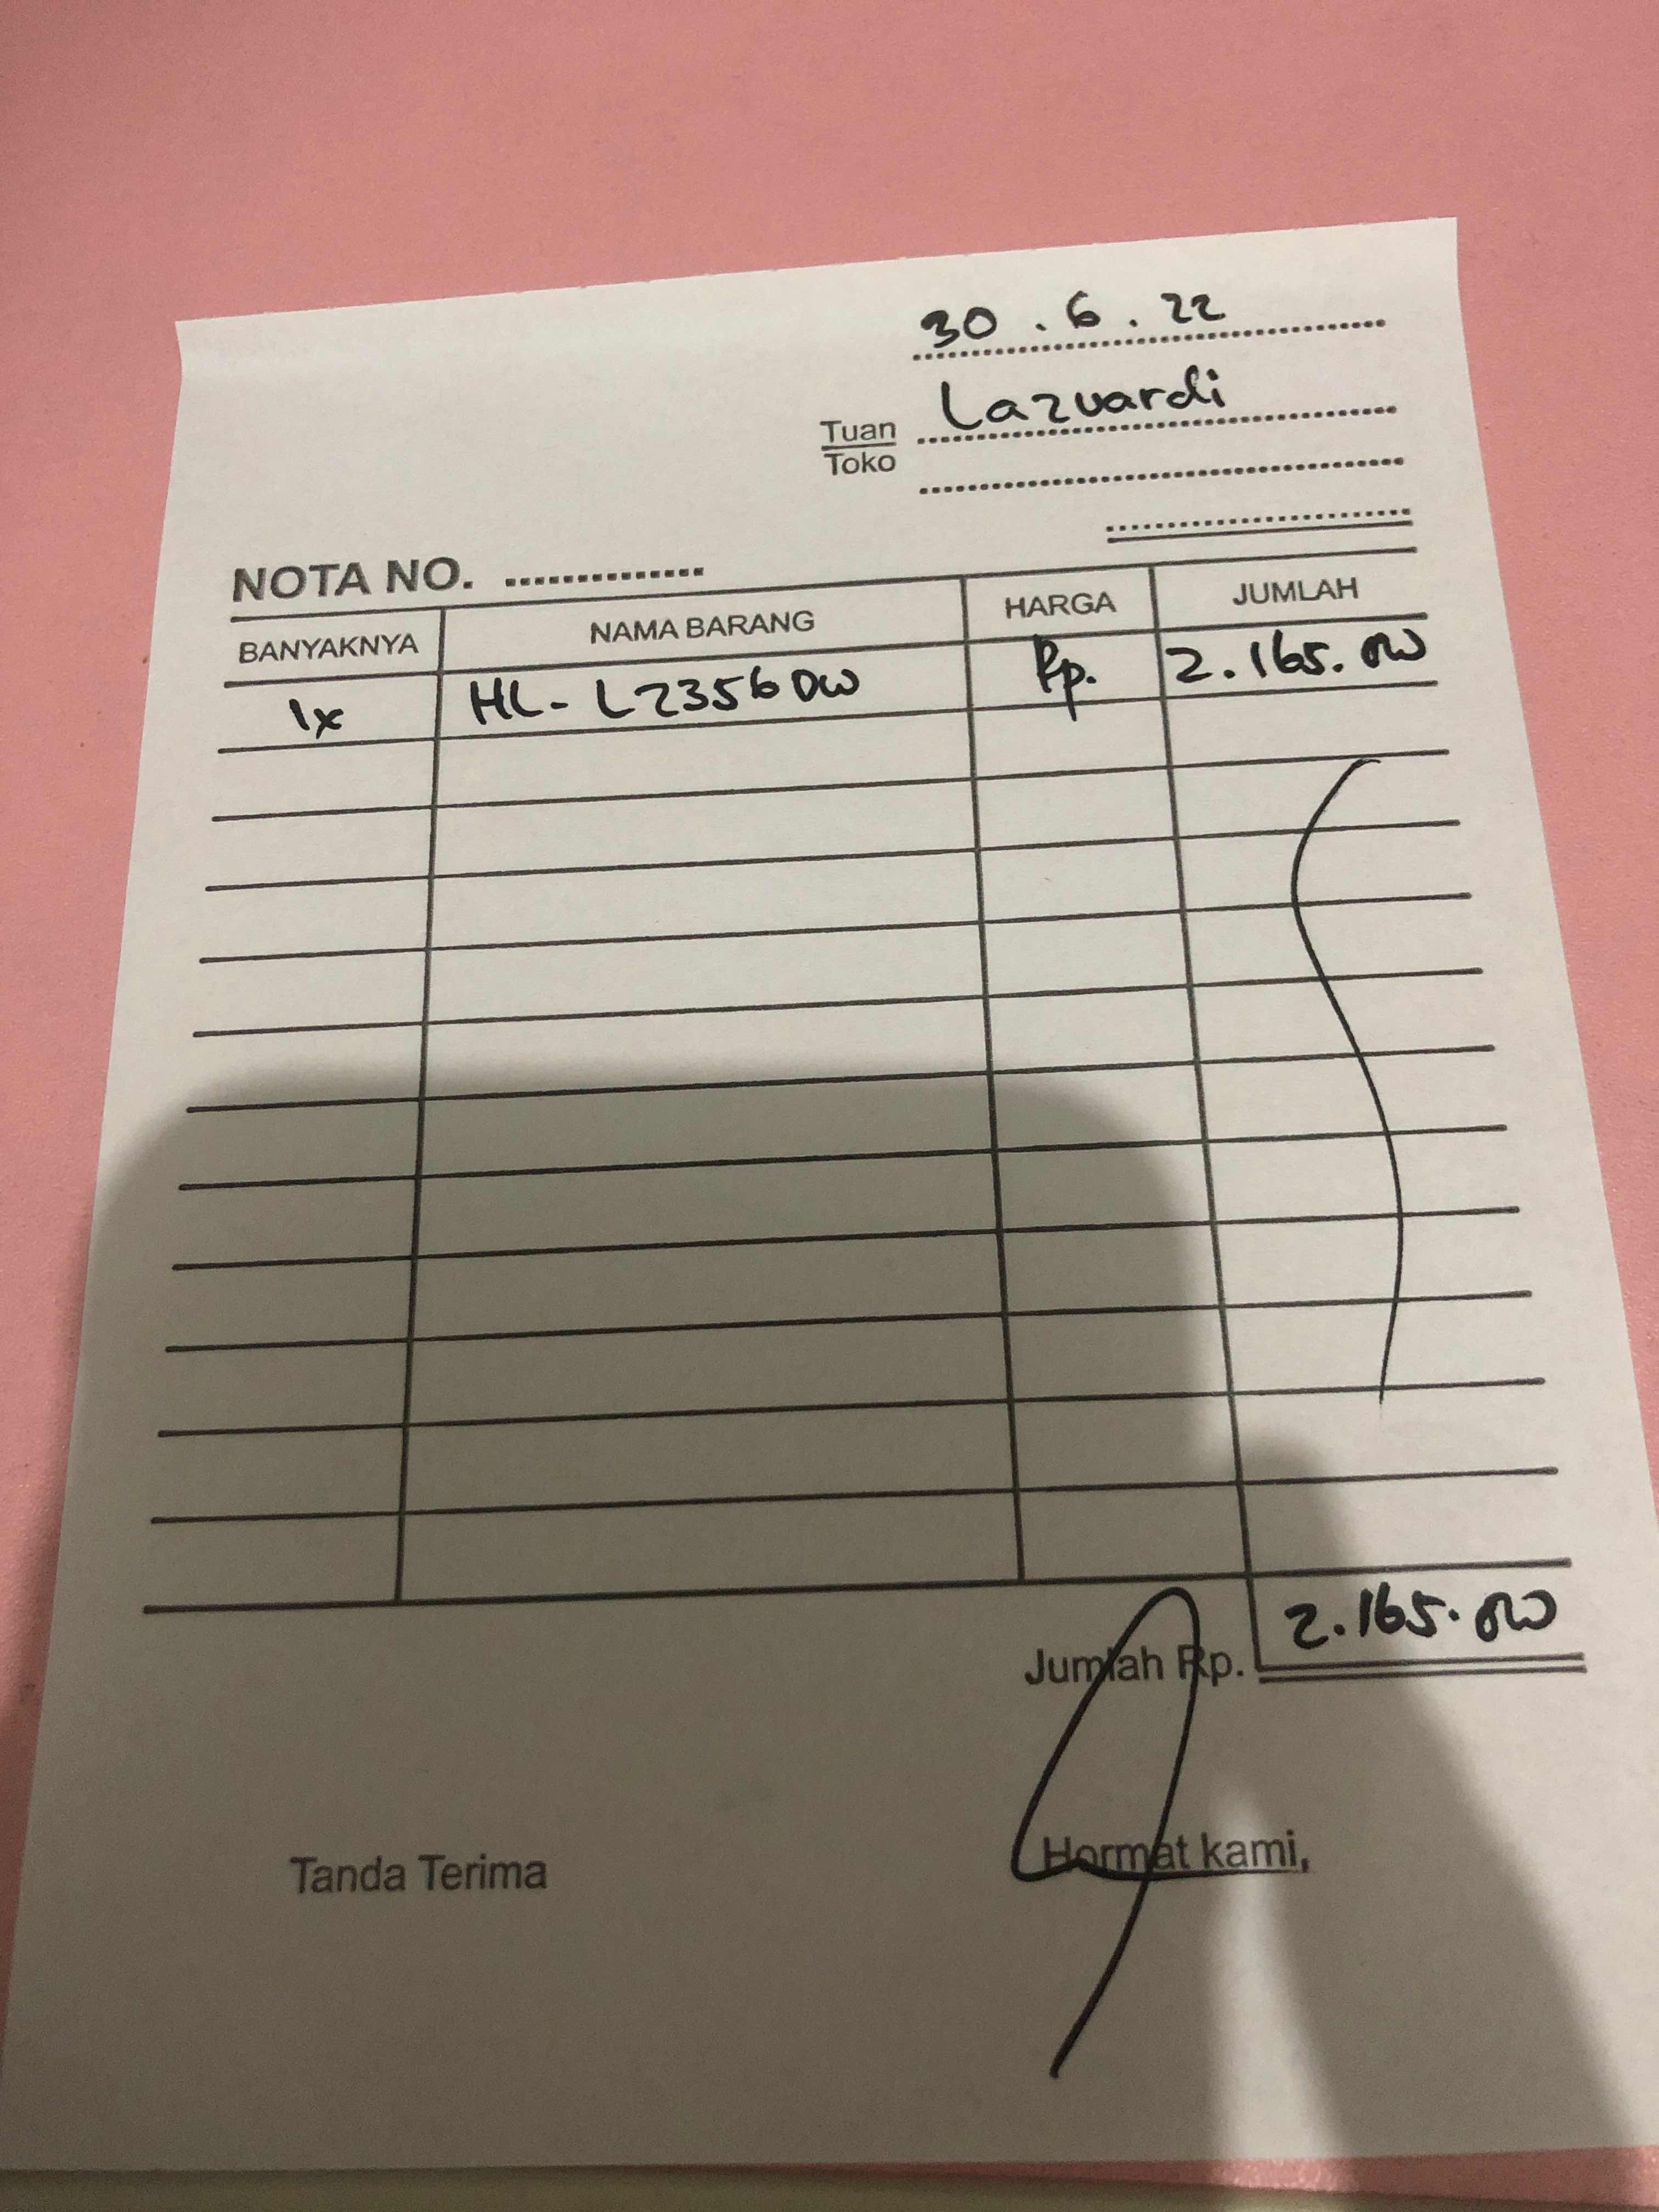 30 . 6 . 22
Tuan Lazuardi
Toko
NOTA NO. ..............
BANYAKNYA NAMA BARANG HARGA JUMLAH
1x HL-L2356DW Rp. 2.165.000
Jumlah Rp. 2.165.000
Tanda Terima Hormat kami,